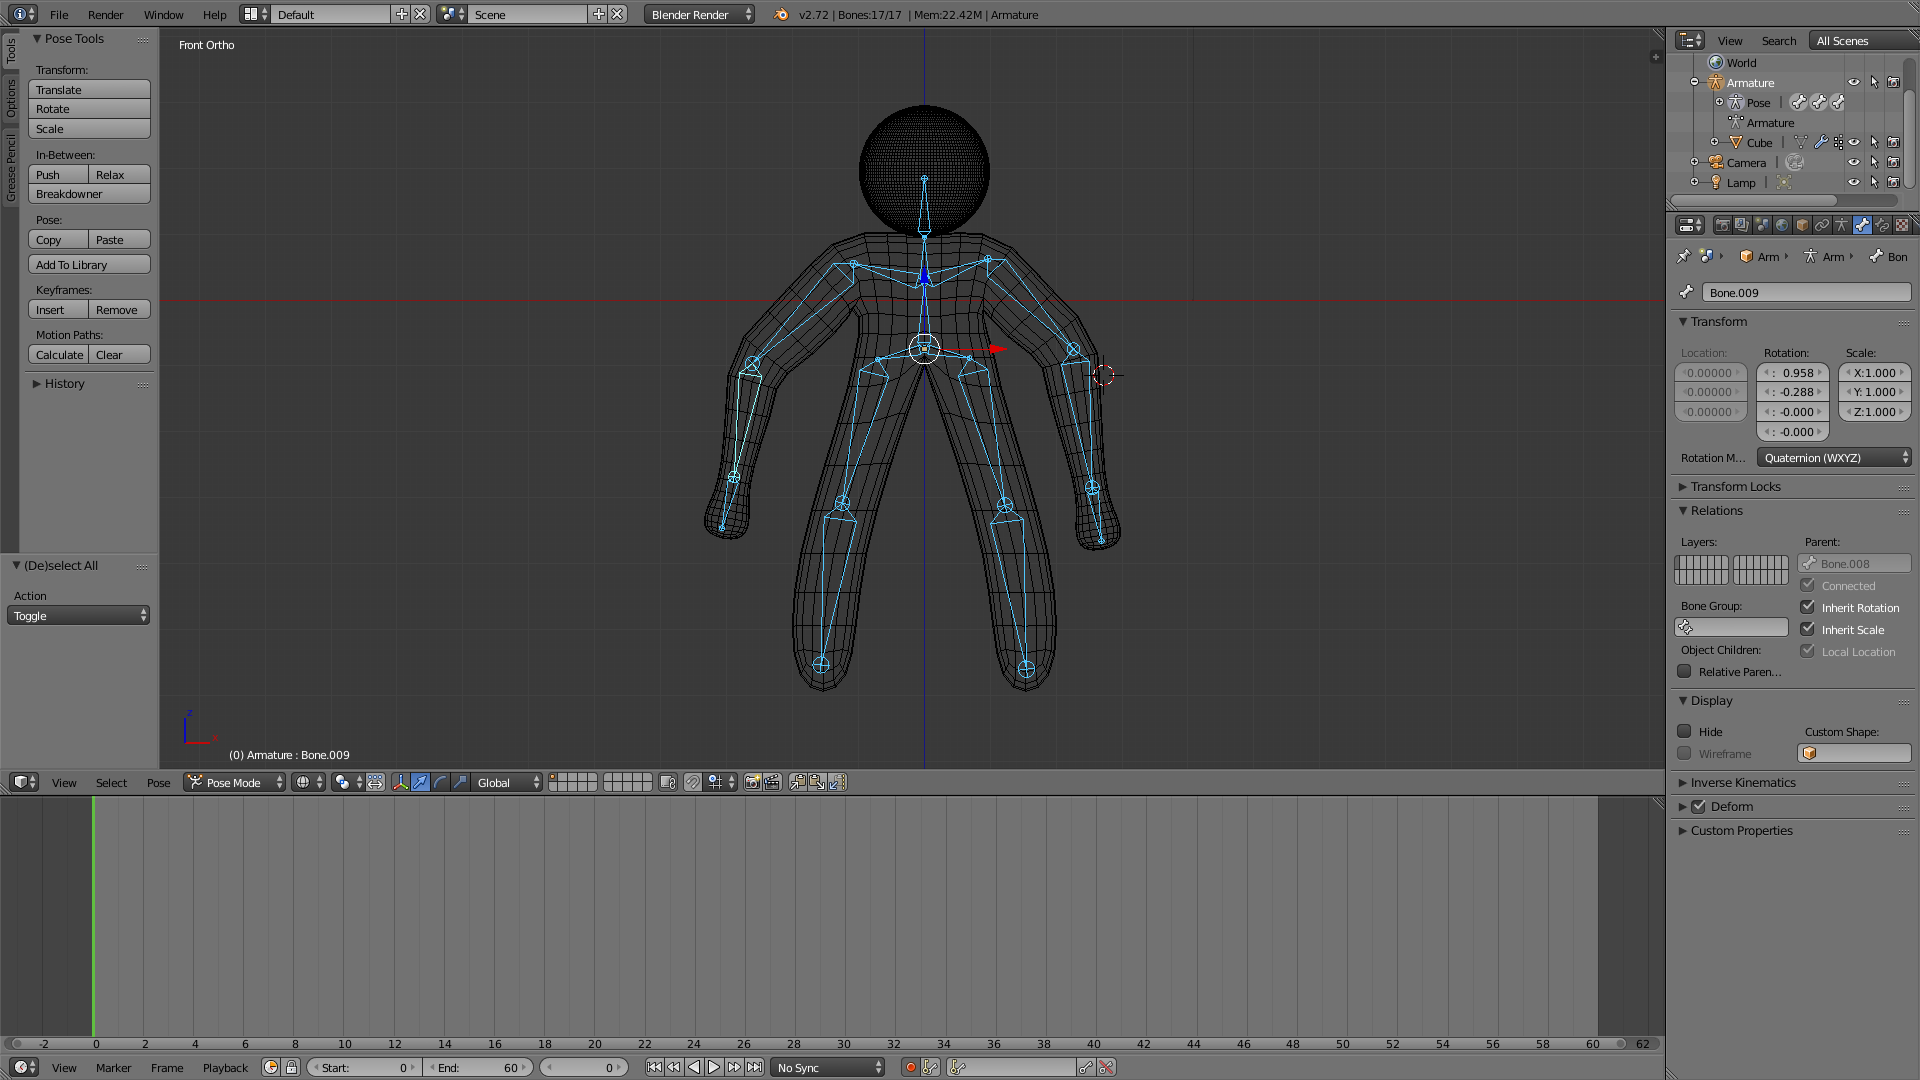 File Render Window Help Default Scene Blender Render v2.72 | Bones:17/17 | Mem:22.42M | Armature
Tools
Options
Grease Pencil
Pose Tools
Transform:
Translate
Rotate
Scale
In-Between:
Push Relax
Breakdowner
Pose:
Copy Paste
Add To Library
Keyframes:
Insert Remove
Motion Paths:
Calculate Clear
History
(De)select All
Action
Toggle
Front Ortho
z
x
(0) Armature : Bone.009
View Select Pose Pose Mode Global
-2 0 2 4 6 8 10 12 14 16 18 20 22 24 26 28 30 32 34 36 38 40 42 44 46 48 50 52 54 56 58 60 62
View Marker Frame Playback Start: 0 End: 60 0 No Sync
View Search All Scenes
World
Armature
Pose
Armature
Cube
Camera
Lamp
Arm Arm Bon
Bone.009
Transform
Location: Rotation: Scale:
0.00000 : 0.958 X:1.000
0.00000 : -0.288 Y: 1.000
0.00000 : -0.000 Z:1.000
: -0.000
Rotation M... Quaternion (WXYZ)
Transform Locks
Relations
Layers: Parent:
Bone.008
Connected
Bone Group: Inherit Rotation
Inherit Scale
Object Children: Local Location
Relative Paren...
Display
Hide Custom Shape:
Wireframe
Inverse Kinematics
Deform
Custom Properties